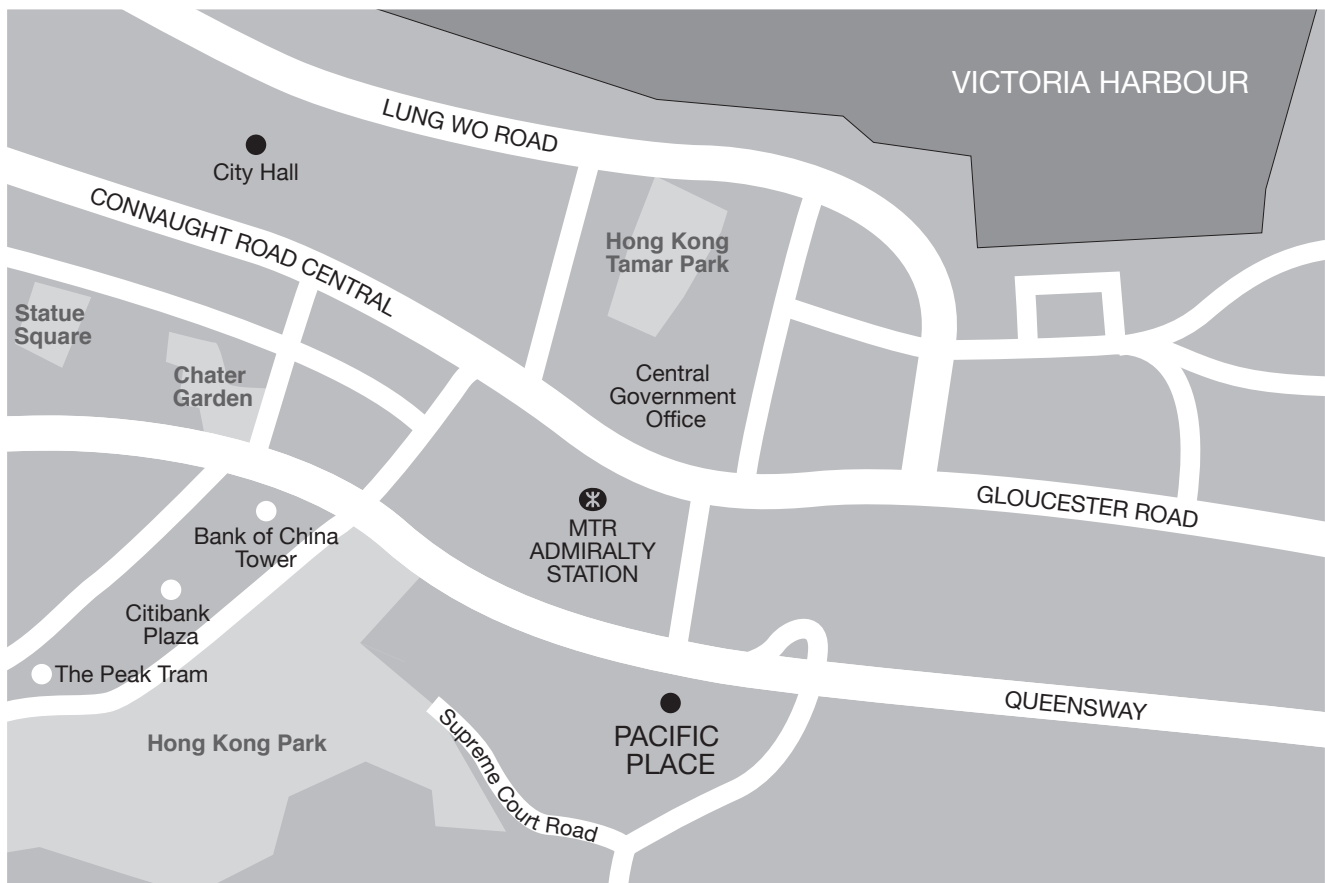 VICTORIA HARBOUR
LUNG WO ROAD
City Hall
CONNAUGHT ROAD CENTRAL
Hong Kong
Tamar Park
Statue
Square
Chater
Garden
Central
Government
Office
MTR
ADMIRALTY
STATION
GLOUCESTER ROAD
Bank of China
Tower
Citibank
Plaza
The Peak Tram
QUEENSWAY
PACIFIC
PLACE
Hong Kong Park
Supreme Court Road